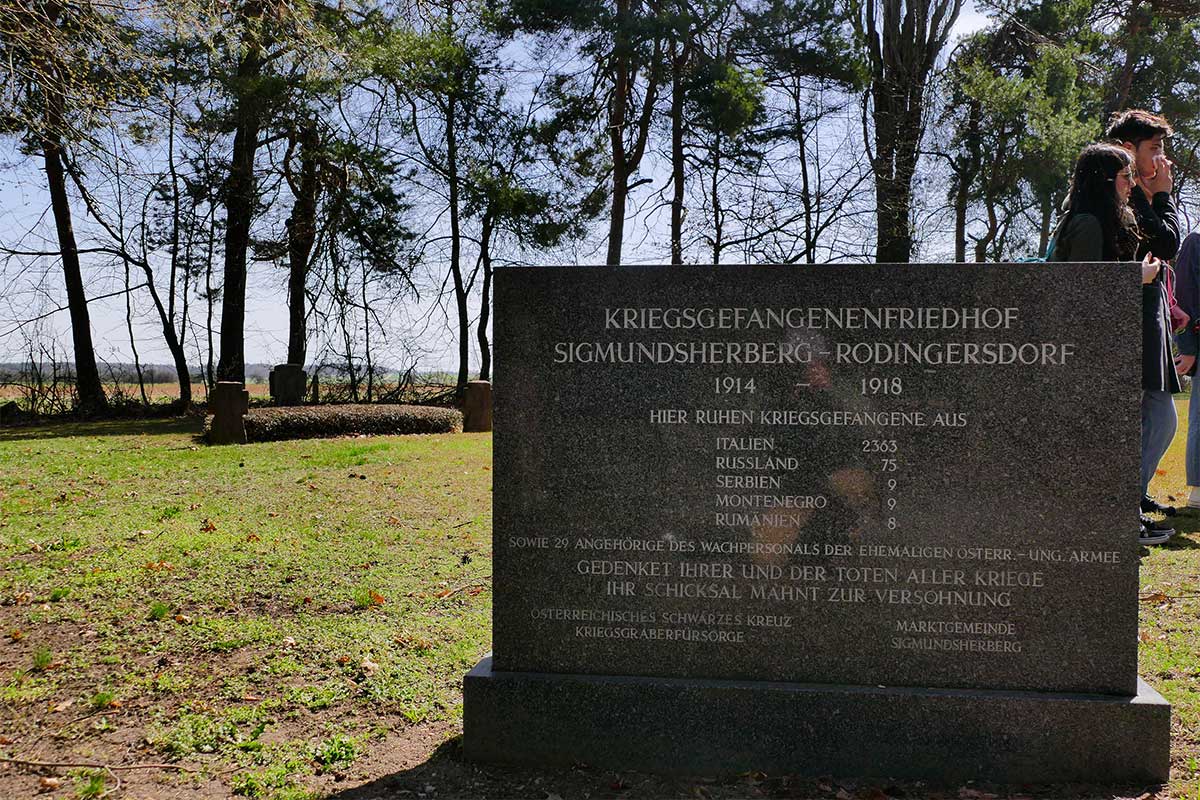 KRIEGSGEFANGENENFRIEDHOF
SIGMUNDSHERBERG - RODINGERSDORF
1914 - 1918
HIER RUHEN KRIEGSGEFANGENE AUS
ITALIEN 2363
RUSSLAND 75
SERBIEN 9
MONTENEGRO 9
RUMÄNIEN 8
SOWIE 29 ANGEHÖRIGE DES WACHPERSONALS DER EHEMALIGEN ÖSTERR.-UNG. ARMEE
GEDENKET IHRER UND DER TOTEN ALLER KRIEGE
IHR SCHICKSAL MAHNT ZUR VERSÖHNUNG
ÖSTERREICHISCHES SCHWARZES KREUZ
KRIEGSGRÄBERFÜRSORGE
MARKTGEMEINDE
SIGMUNDSHERBERG